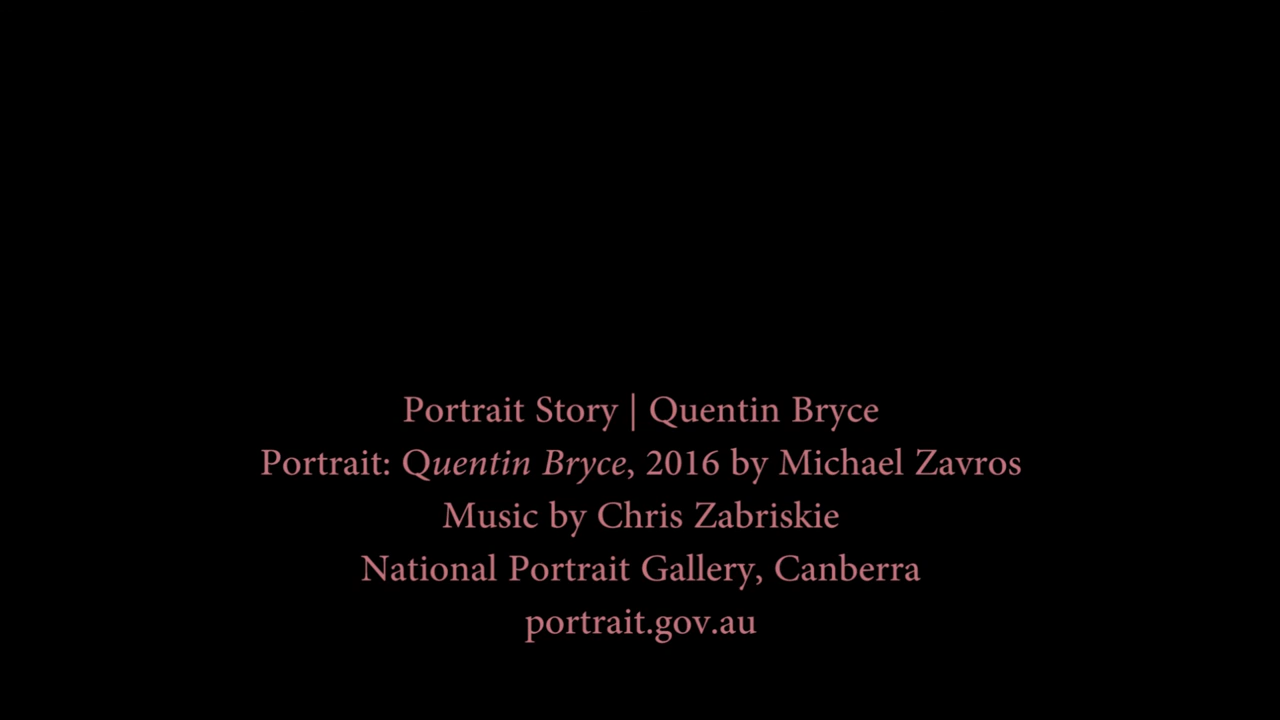 Portrait Story | Quentin Bryce
Portrait: Quentin Bryce, 2016 by Michael Zavros
Music by Chris Zabriskie
National Portrait Gallery, Canberra
portrait.gov.au